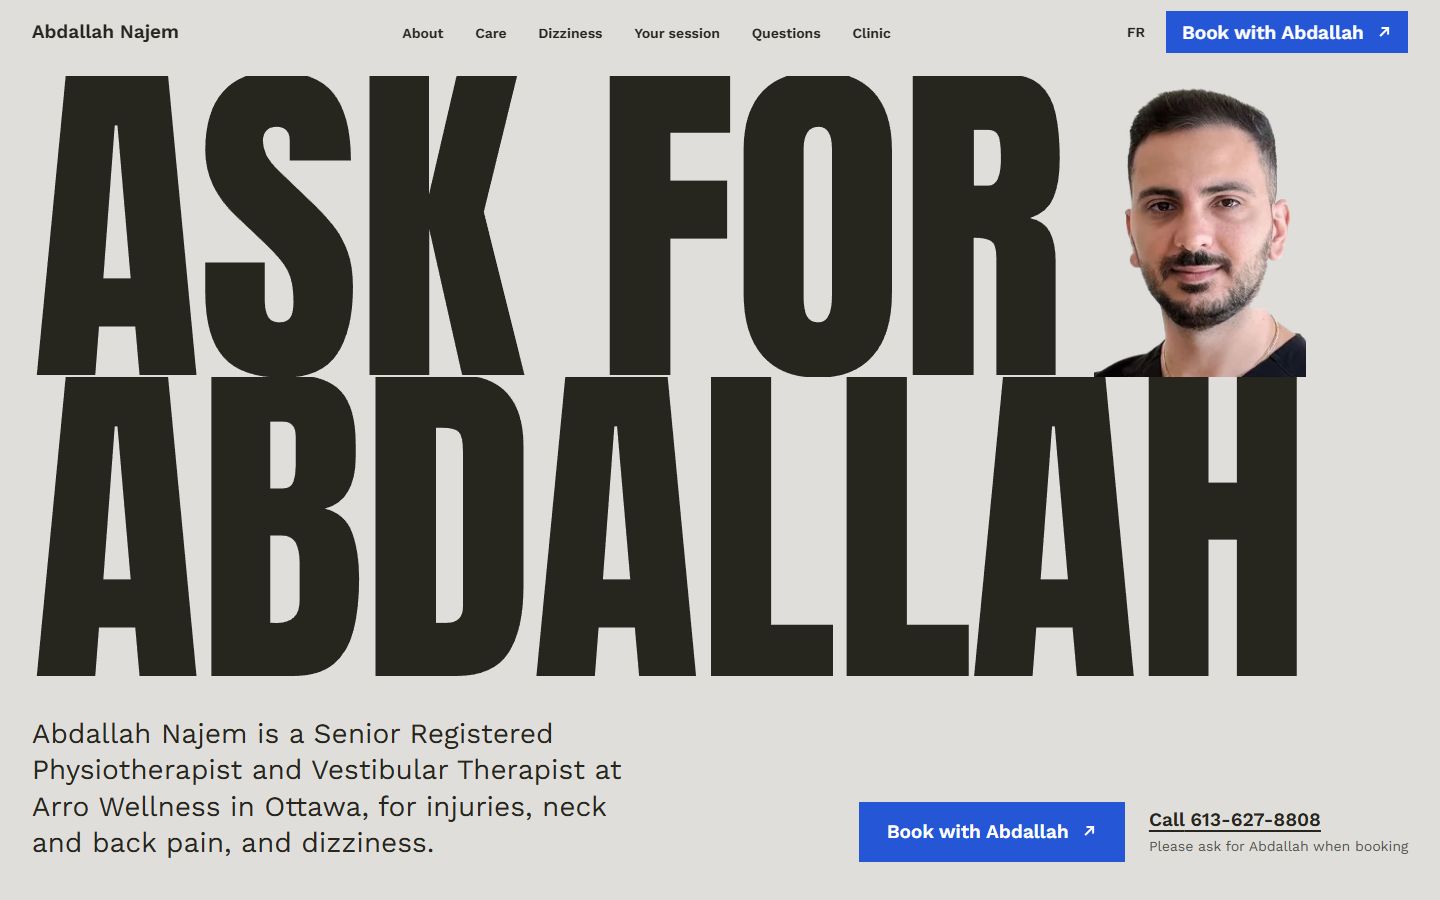 Abdallah Najem
About Care Dizziness Your session Questions Clinic
FR
Book with Abdallah ↗
ASK FOR
ABDALLAH
Abdallah Najem is a Senior Registered
Physiotherapist and Vestibular Therapist at
Arro Wellness in Ottawa, for injuries, neck
and back pain, and dizziness.
Book with Abdallah ↗
Call 613-627-8808
Please ask for Abdallah when booking